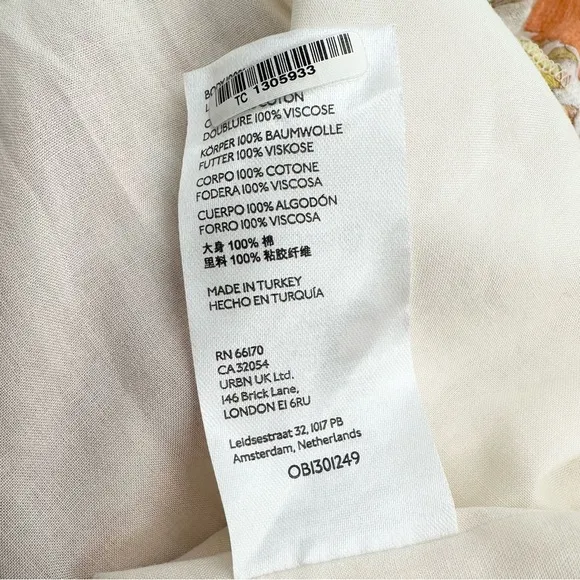 TC 1305933
COTON
DOUBLURE 100% VISCOSE
KÖRPER 100% BAUMWOLLE
FUTTER 100% VISKOSE
CORPO 100% COTONE
FODERA 100% VISCOSA
CUERPO 100% ALGODÓN
FORRO 100% VISCOSA
大身 100% 棉
里料 100% 粘胶纤维
MADE IN TURKEY
HECHO EN TURQUÍA
RN 66170
CA 32054
URBN UK Ltd.
146 Brick Lane,
LONDON E1 6RU
Leidsestraat 32, 1017 PB
Amsterdam, Netherlands
OB1301249